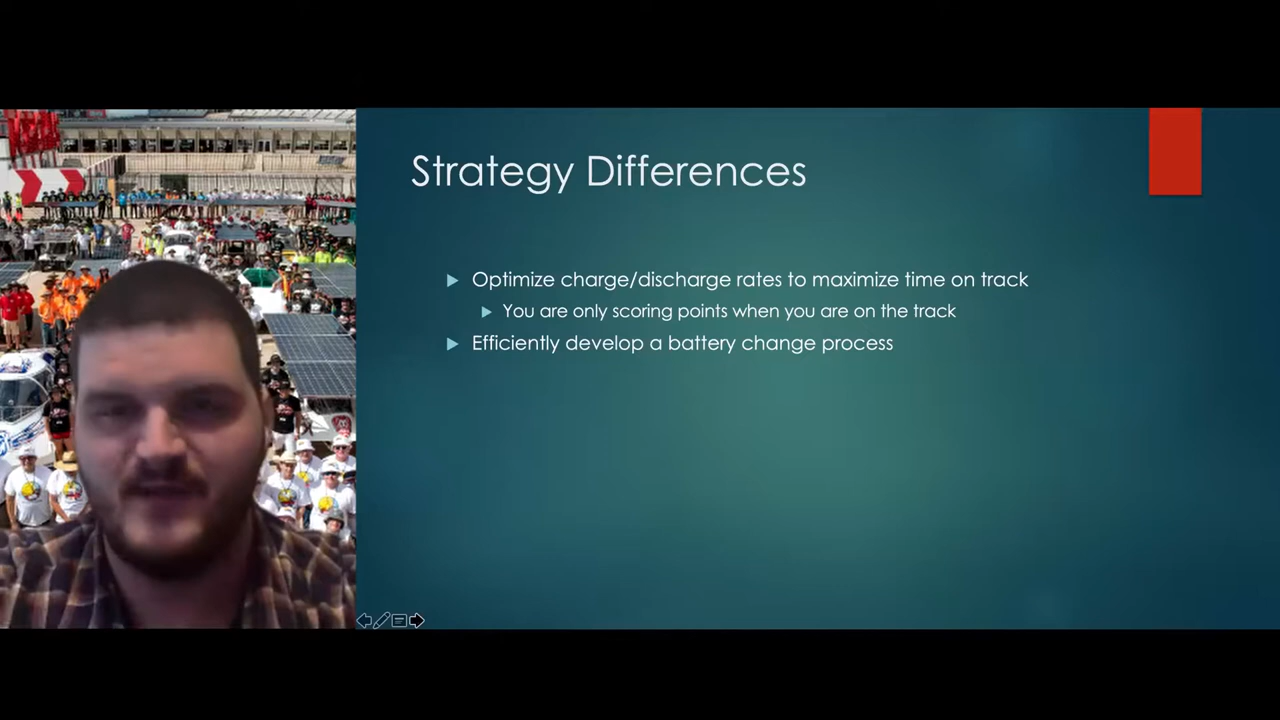 Strategy Differences
Optimize charge/discharge rates to maximize time on track
You are only scoring points when you are on the track
Efficiently develop a battery change process